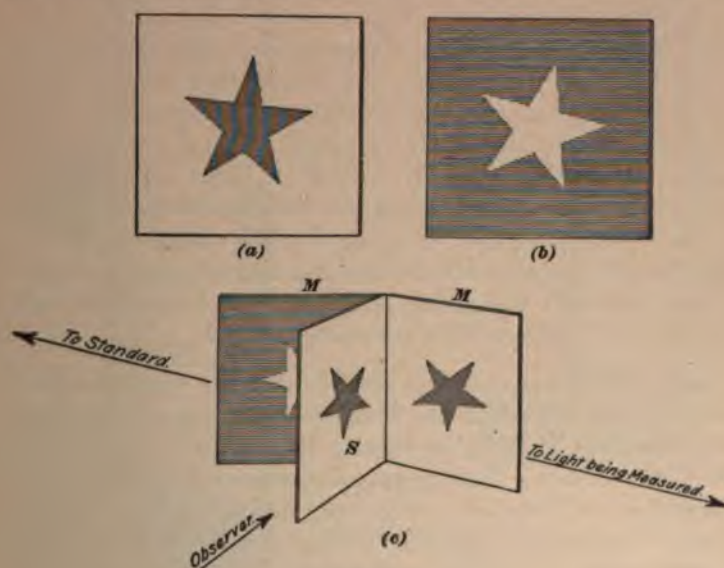 (a)
(b)
M
M
To Standard.
S
To Light being Measured.
Observer.
(c)